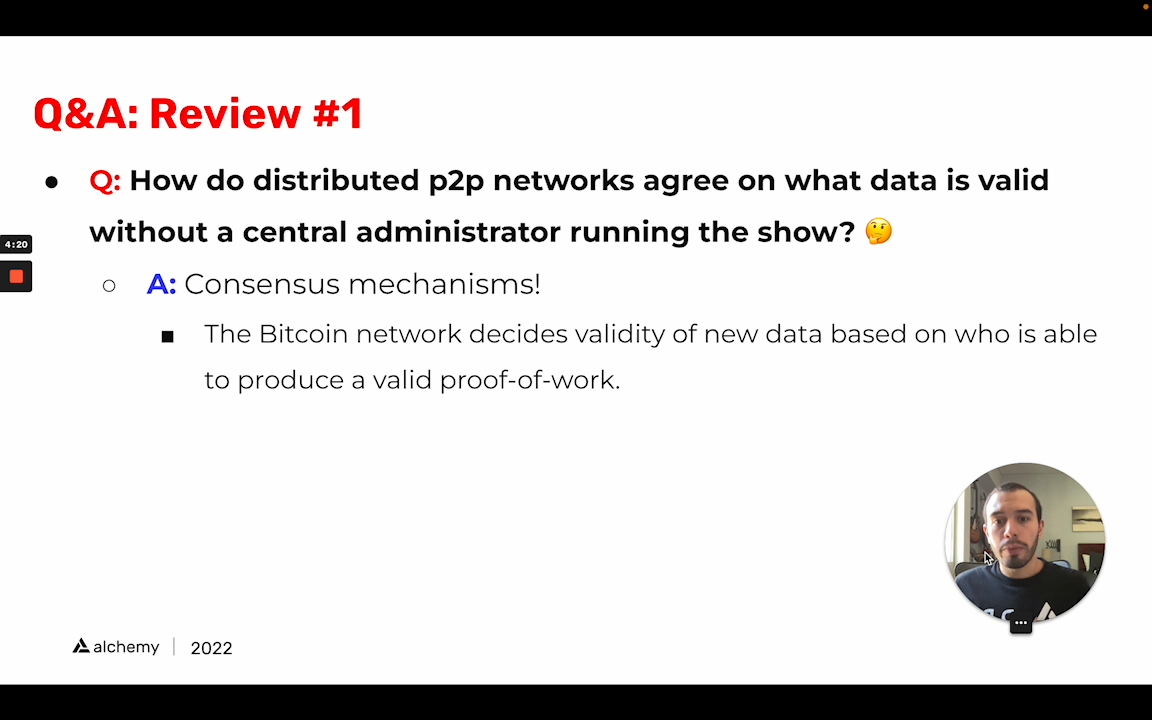 Q&A: Review #1
● Q: How do distributed p2p networks agree on what data is valid
without a central administrator running the show? 🤔
4:20
○ A: Consensus mechanisms!
■ The Bitcoin network decides validity of new data based on who is able
to produce a valid proof-of-work.
alchemy | 2022